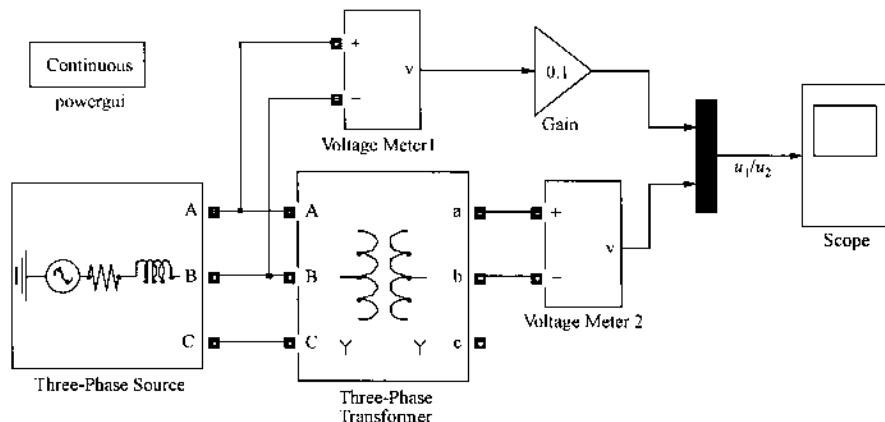 Continuous
powergui
+
−
v
Voltage Meter1
0.1
Gain
u1/u2
Scope
A
B
C
Three-Phase Source
A
B
C
a
b
c
Three-Phase
Transformer
+
−
v
Voltage Meter 2